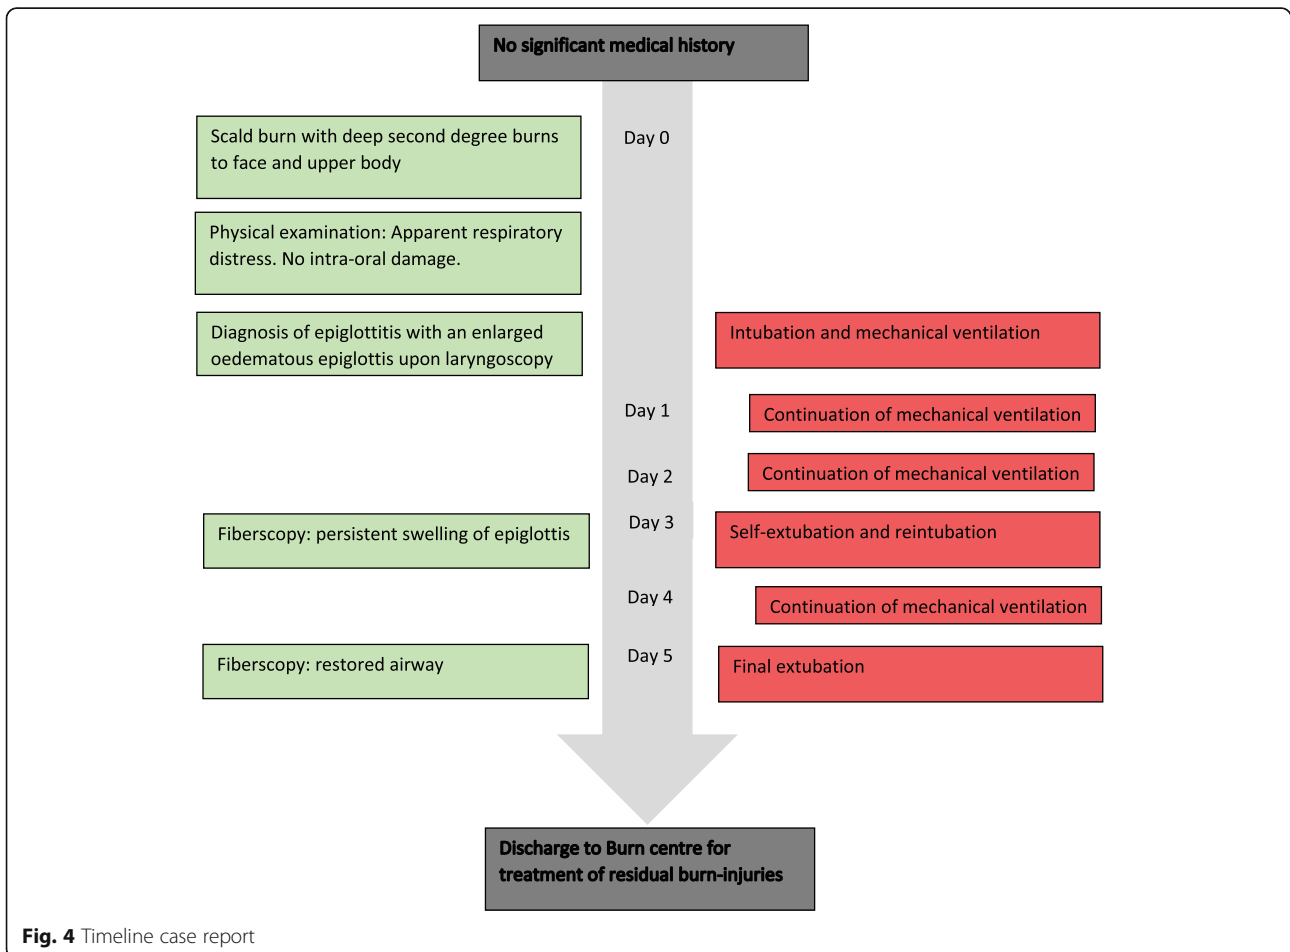 No significant medical history
Day 0
Scald burn with deep second degree burns
to face and upper body
Physical examination: Apparent respiratory
distress. No intra-oral damage.
Diagnosis of epiglottitis with an enlarged
oedematous epiglottis upon laryngoscopy
Intubation and mechanical ventilation
Day 1
Continuation of mechanical ventilation
Day 2
Continuation of mechanical ventilation
Day 3
Fiberscopy: persistent swelling of epiglottis
Self-extubation and reintubation
Day 4
Continuation of mechanical ventilation
Day 5
Fiberscopy: restored airway
Final extubation
Discharge to Burn centre for
treatment of residual burn-injuries
Fig. 4 Timeline case report